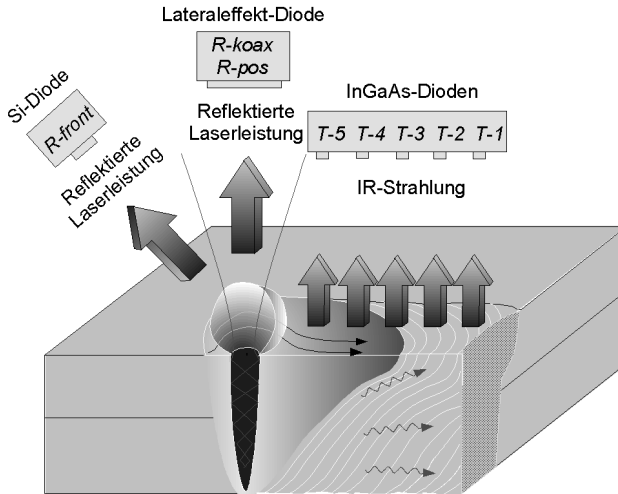 Lateraleffekt-Diode
R-koax
R-pos
Si-Diode
R-front
Reflektierte
Laserleistung
Reflektierte
Laserleistung
InGaAs-Dioden
T-5 T-4 T-3 T-2 T-1
IR-Strahlung